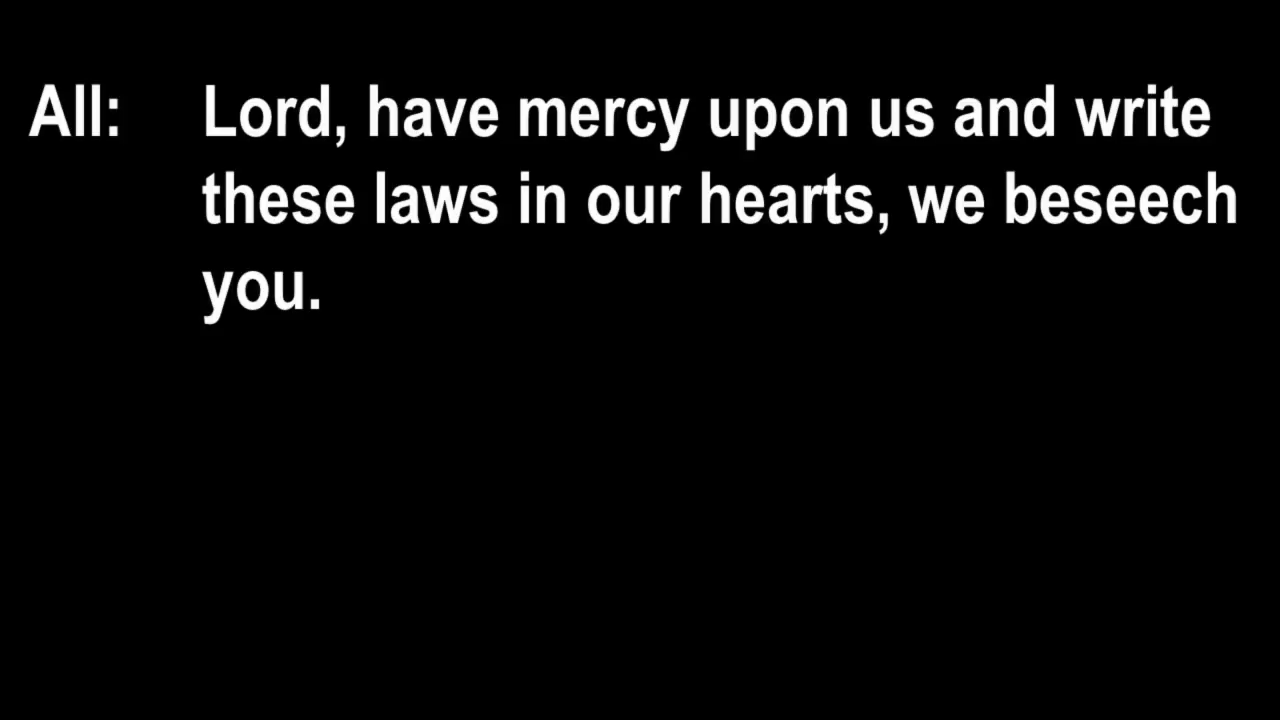 All: Lord, have mercy upon us and write
these laws in our hearts, we beseech
you.